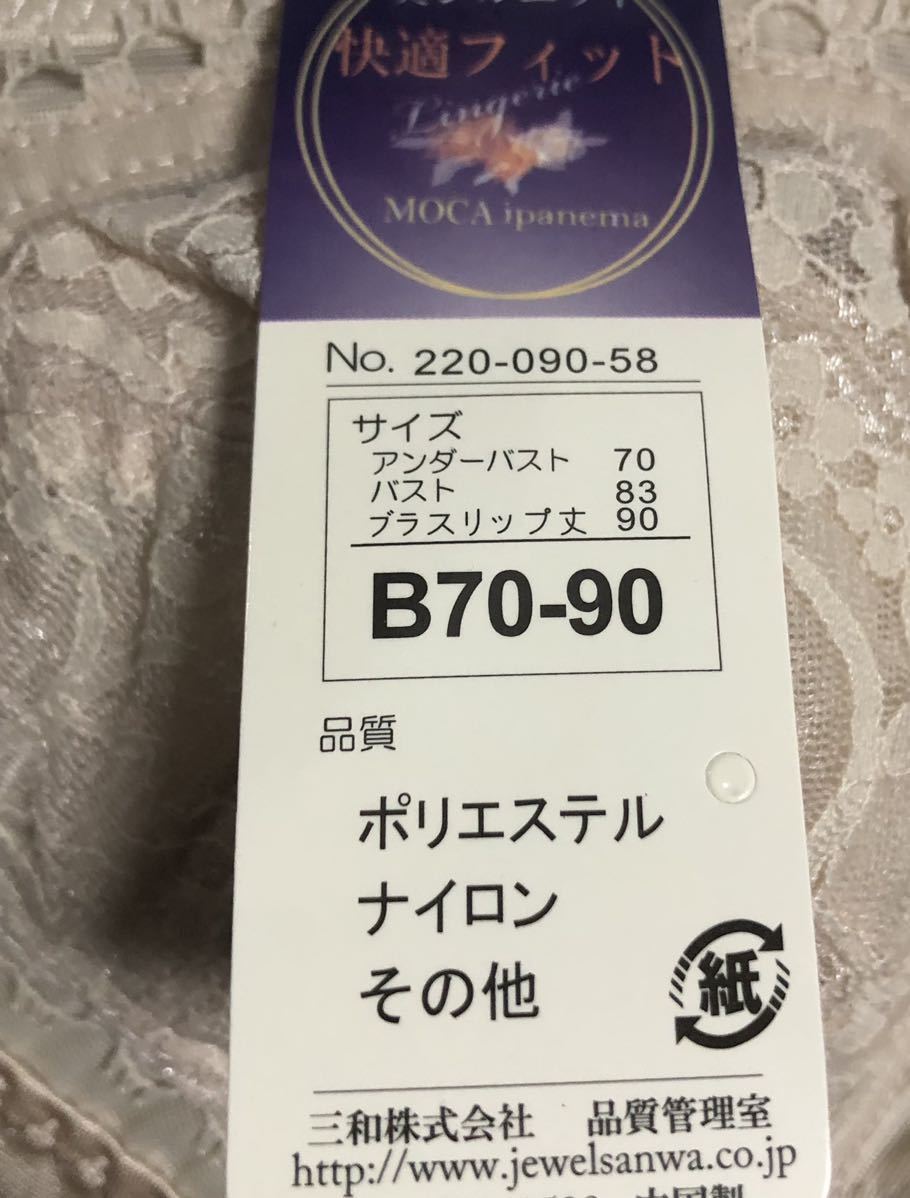 快適フィット
Lingerie
MOCA ipanema
No. 220-090-58
サイズ
アンダーバスト 70
バスト 83
ブラスリップ丈 90
B70-90
品質
ポリエステル
ナイロン
その他
紙
三和株式会社 品質管理室
http://www.jewelsanwa.co.jp
中国製